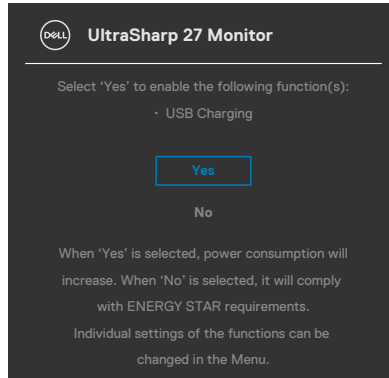 DELL
UltraSharp 27 Monitor
Select ‘Yes’ to enable the following function(s):
· USB Charging
Yes
No
When ‘Yes’ is selected, power consumption will
increase. When ‘No’ is selected, it will comply
with ENERGY STAR requirements.
Individual settings of the functions can be
changed in the Menu.